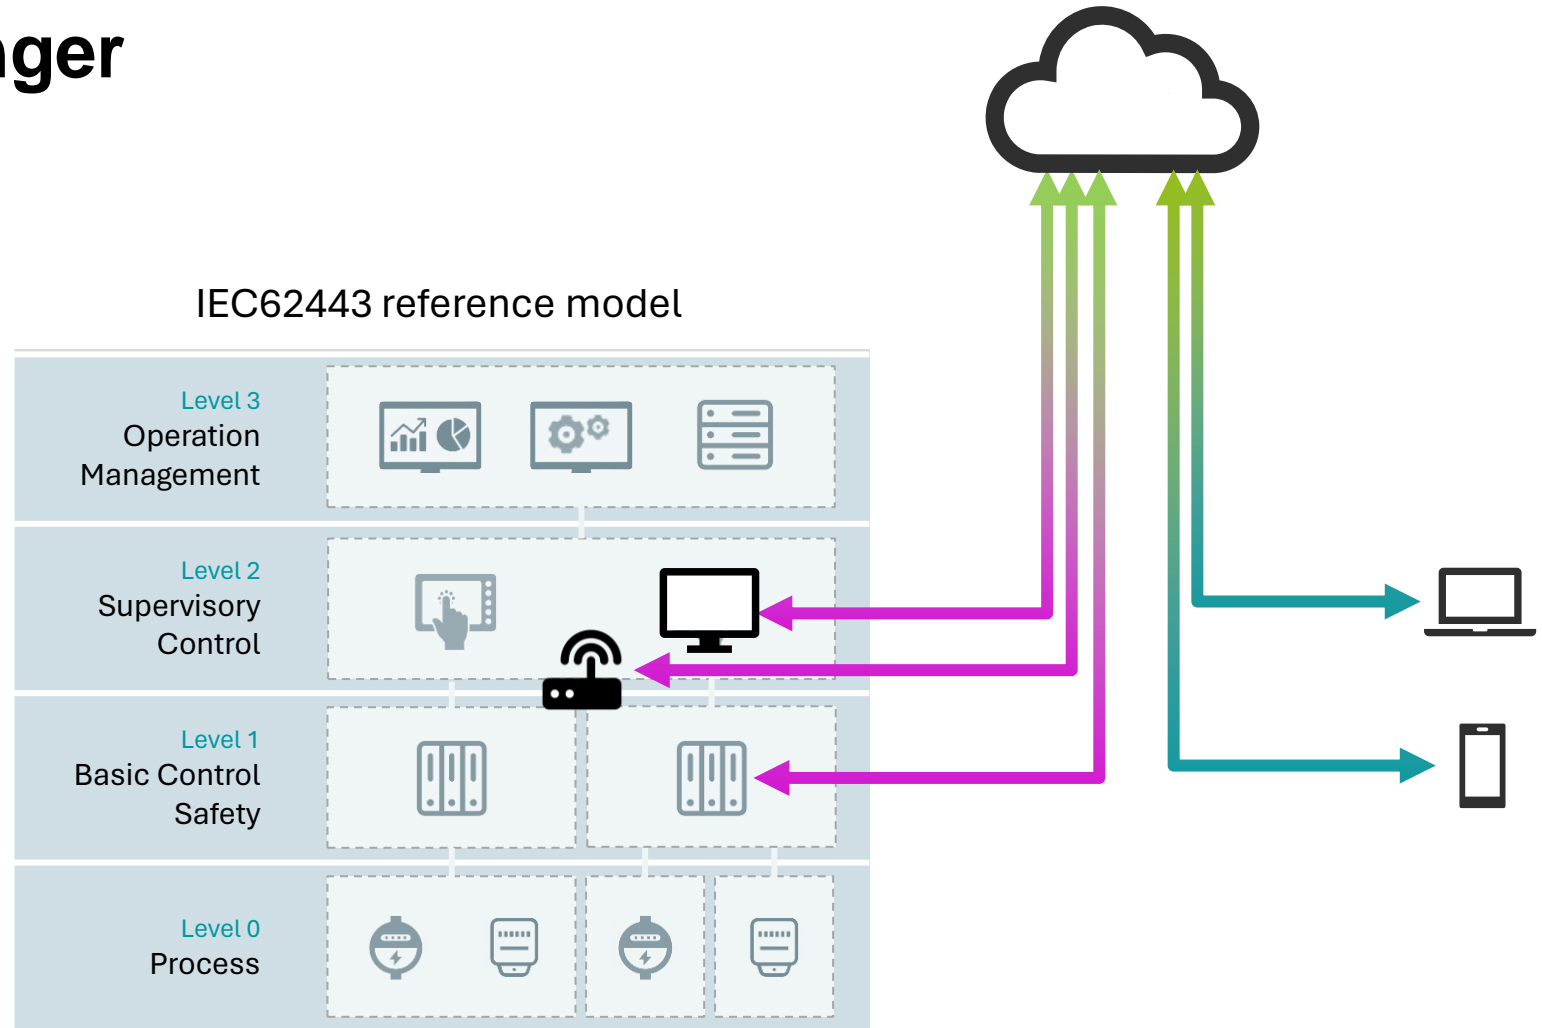 nger
IEC62443 reference model
Level 3
Operation
Management
Level 2
Supervisory
Control
Level 1
Basic Control
Safety
Level 0
Process